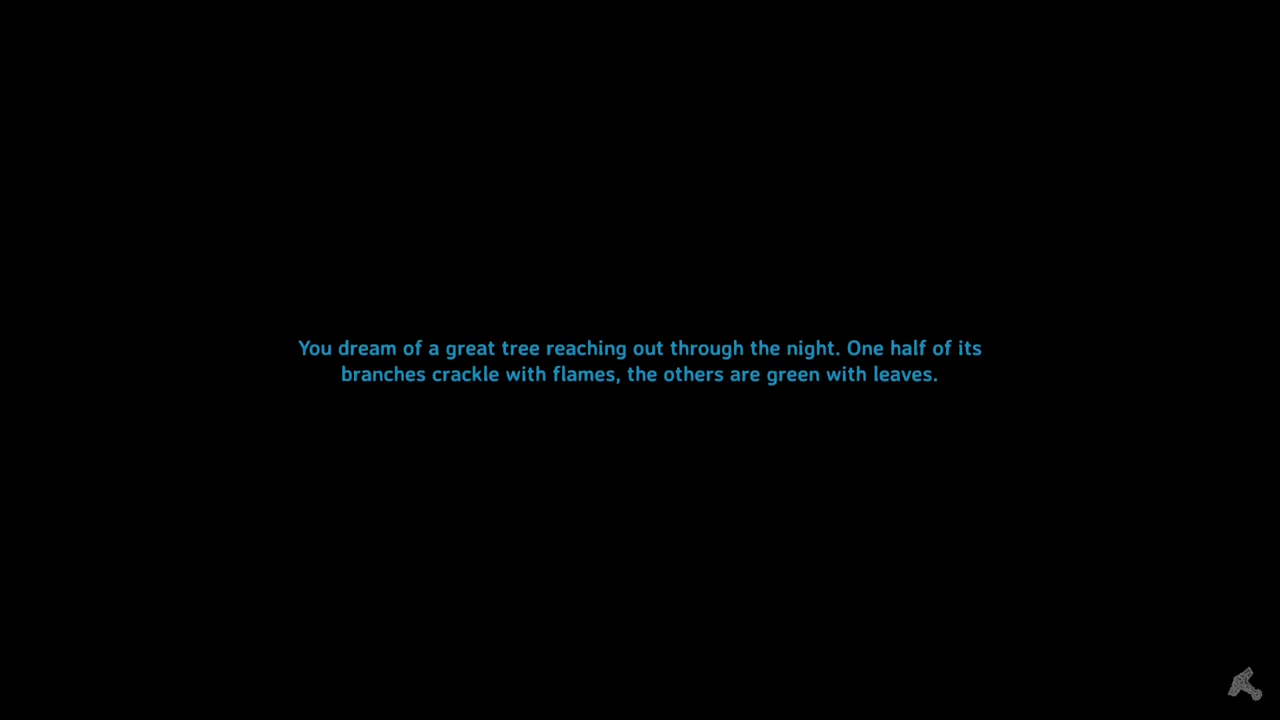 You dream of a great tree reaching out through the night. One half of its
branches crackle with flames, the others are green with leaves.